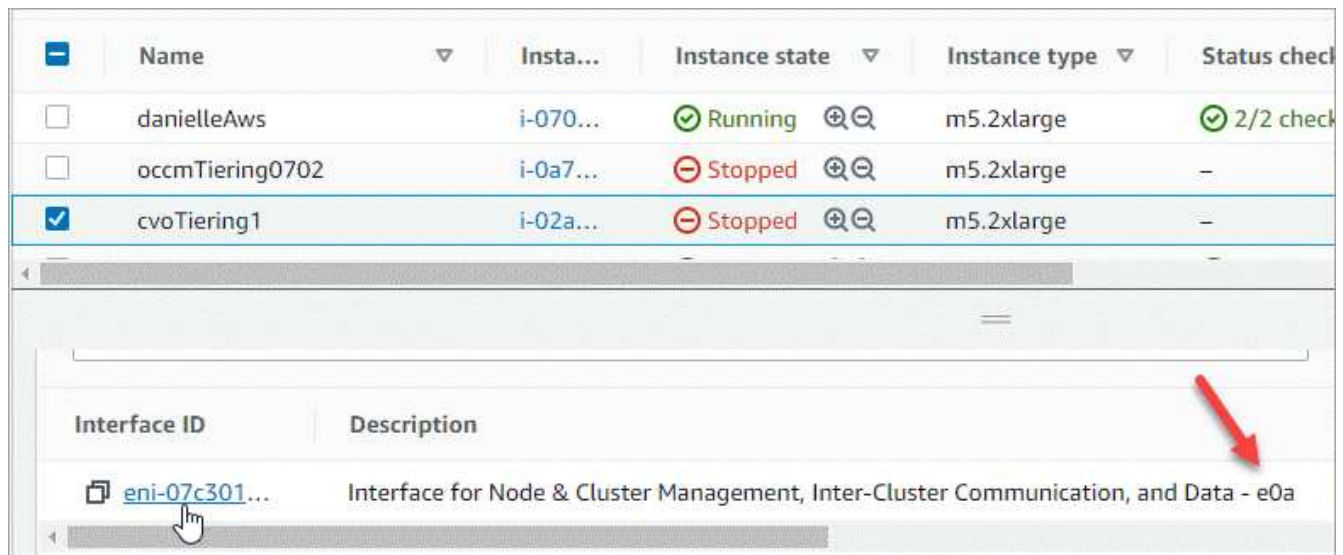 Name Insta... Instance state Instance type Status check
danielleAws i-070... Running m5.2xlarge 2/2 check
occmTiering0702 i-0a7... Stopped m5.2xlarge –
cvoTiering1 i-02a... Stopped m5.2xlarge –
Interface ID Description
eni-07c301... Interface for Node & Cluster Management, Inter-Cluster Communication, and Data - e0a